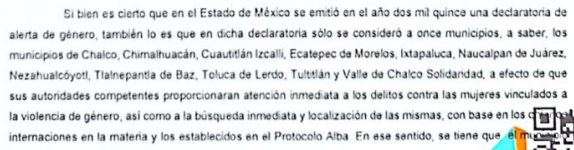 Si bien es cierto que en el Estado de México se emitió en el año dos mil quince una declaratoria de
alerta de género, también lo es que en dicha declaratoria sólo se consideró a once municipios, a saber, los
municipios de Chalco, Chimalhuacán, Cuautitlán Izcalli, Ecatepec de Morelos, Ixtapaluca, Naucalpan de Juárez,
Nezahualcóyotl, Tlalnepantla de Baz, Toluca de Lerdo, Tultitlán y Valle de Chalco Solidaridad, a efecto de que
sus autoridades competentes proporcionaran atención inmediata a los delitos contra las mujeres vinculados a
la violencia de género, así como a la búsqueda inmediata y localización de las mismas, con base en los
internaciones en la materia y los establecidos en el Protocolo Alba. En ese sentido, se tiene que el